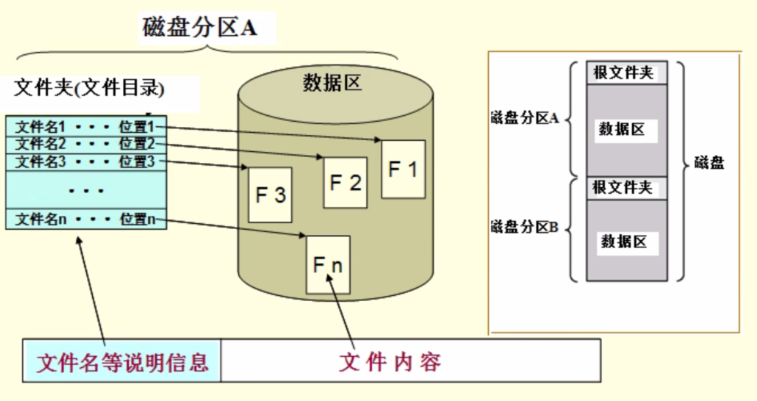 磁盘分区A
文件夹(文件目录)
文件名1 · · · 位置1
文件名2 · · · 位置2
文件名3 · · · 位置3
· · ·
文件名n · · · 位置n
数据区
F 1
F 2
F 3
F n
文件名等说明信息
文件内容
磁盘分区A
根文件夹
数据区
磁盘分区B
根文件夹
数据区
磁盘